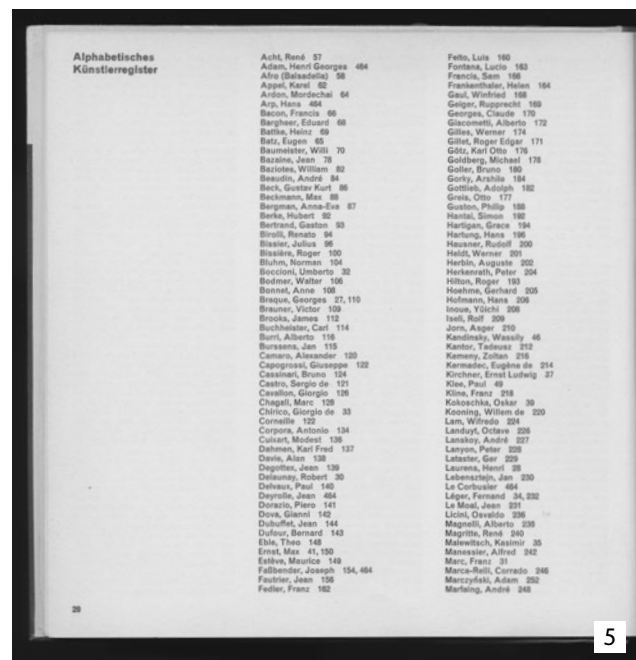 Alphabetisches
Künstlerregister
Acht, René 57
Adam, Henri Georges 464
Afro (Balsadella) 58
Appel, Karel 62
Ardon, Mordechai 64
Arp, Hans 464
Bacon, Francis 66
Bargheer, Eduard 68
Battke, Heinz 69
Batz, Eugen 65
Baumeister, Willi 70
Bazaine, Jean 78
Baziotes, William 82
Beaudin, André 84
Beck, Gustav Kurt 86
Beckmann, Max 88
Bergman, Anna-Eva 87
Berke, Hubert 92
Bertrand, Gaston 93
Birolli, Renato 94
Bissier, Julius 96
Bissière, Roger 100
Bluhm, Norman 104
Boccioni, Umberto 32
Bodmer, Walter 106
Bonnet, Anne 108
Braque, Georges 27, 110
Brauner, Victor 109
Brooks, James 112
Buchheister, Carl 114
Burri, Alberto 116
Burssens, Jan 115
Camaro, Alexander 120
Capogrossi, Giuseppe 122
Cassinari, Bruno 124
Castro, Sergio de 121
Cavallon, Giorgio 126
Chagall, Marc 128
Chirico, Giorgio de 33
Corneille 122
Corpora, Antonio 134
Cuixart, Modest 136
Dahmen, Karl Fred 137
Davie, Alan 138
Degottex, Jean 139
Delaunay, Robert 30
Delvaux, Paul 140
Deyrolle, Jean 464
Dorazio, Piero 141
Dova, Gianni 142
Dubuffet, Jean 144
Dufour, Bernard 143
Eble, Theo 148
Ernst, Max 41, 150
Estève, Maurice 149
Faßbender, Joseph 154, 464
Fautrier, Jean 156
Fedier, Franz 162
Feito, Luis 160
Fontana, Lucio 163
Francis, Sam 166
Frankenthaler, Helen 164
Gaul, Winfried 168
Geiger, Rupprecht 169
Georges, Claude 170
Giacometti, Alberto 172
Gilles, Werner 174
Gillet, Roger Edgar 171
Götz, Karl Otto 176
Goldberg, Michael 178
Goller, Bruno 180
Gorky, Arshile 184
Gottlieb, Adolph 182
Greis, Otto 177
Guston, Philip 188
Hantai, Simon 192
Hartigan, Grace 194
Hartung, Hans 196
Hausner, Rudolf 200
Heldt, Werner 201
Herbin, Auguste 202
Herkenrath, Peter 204
Hilton, Roger 193
Hoehme, Gerhard 205
Hofmann, Hans 206
Inoue, Yûichi 208
Iseli, Rolf 209
Jorn, Asger 210
Kandinsky, Wassily 46
Kantor, Tadeusz 212
Kemeny, Zoltan 216
Kermadec, Eugène de 214
Kirchner, Ernst Ludwig 37
Klee, Paul 49
Kline, Franz 218
Kokoschka, Oskar 39
Kooning, Willem de 220
Lam, Wifredo 224
Landuyt, Octave 226
Lanskoy, André 227
Lanyon, Peter 228
Lataster, Ger 229
Laurens, Henri 28
Lebensztejn, Jan 230
Le Corbusier 464
Léger, Fernand 34, 232
Le Moal, Jean 231
Licini, Osvaldo 236
Magnelli, Alberto 238
Magritte, René 240
Malewitsch, Kasimir 35
Manessier, Alfred 242
Marc, Franz 31
Marca-Relli, Corrado 246
Marczyński, Adam 252
Marfaing, André 248
28
5